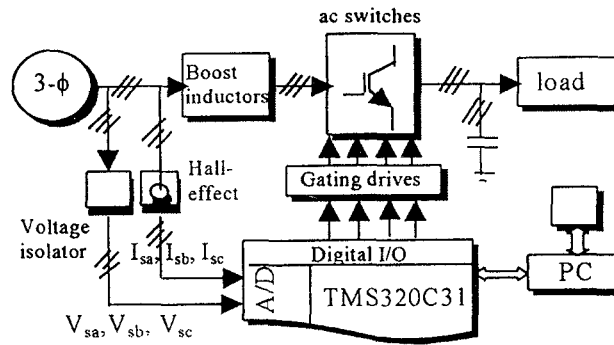 ac switches
3-ϕ
Boost
inductors
load
Hall-
effect
Gating drives
Voltage
isolator
I_sa, I_sb, I_sc
Digital I/O
A/D
TMS320C31
PC
V_sa, V_sb, V_sc